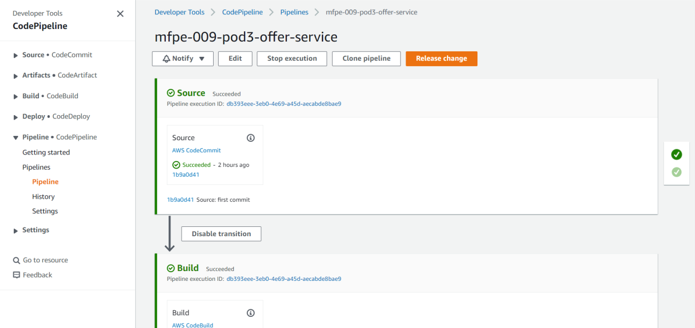 Developer Tools
CodePipeline
Source • CodeCommit
Artifacts • CodeArtifact
Build • CodeBuild
Deploy • CodeDeploy
Pipeline • CodePipeline
Getting started
Pipelines
Pipeline
History
Settings
Settings
Go to resource
Feedback
Developer Tools > CodePipeline > Pipelines > mfpe-009-pod3-offer-service
mfpe-009-pod3-offer-service
Notify
Edit
Stop execution
Clone pipeline
Release change
Source Succeeded
Pipeline execution ID: db393eee-3eb0-4e69-a45d-aecabde8bae9
Source
AWS CodeCommit
Succeeded - 2 hours ago
1b9a0d41
1b9a0d41 Source: first commit
Disable transition
Build Succeeded
Pipeline execution ID: db393eee-3eb0-4e69-a45d-aecabde8bae9
Build
AWS CodeBuild